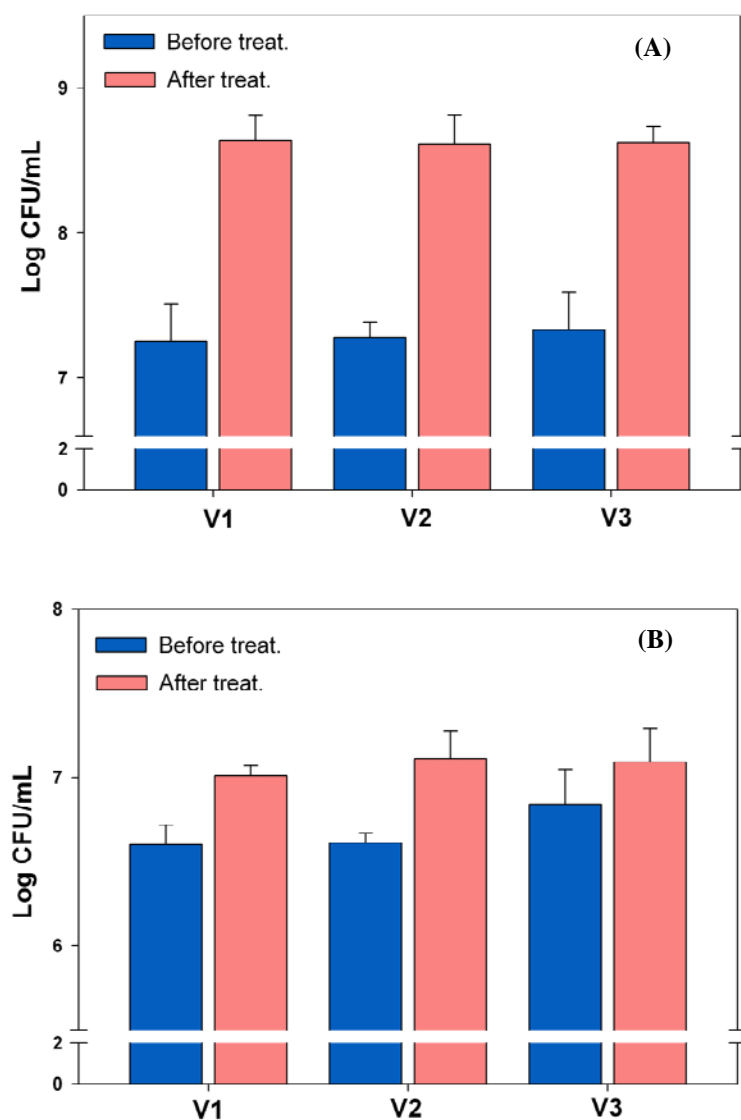 Before treat.
(A)
After treat.
9
8
7
2
0
Log CFU/mL
V1 V2 V3
8
Before treat.
(B)
After treat.
7
6
2
0
Log CFU/mL
V1 V2 V3